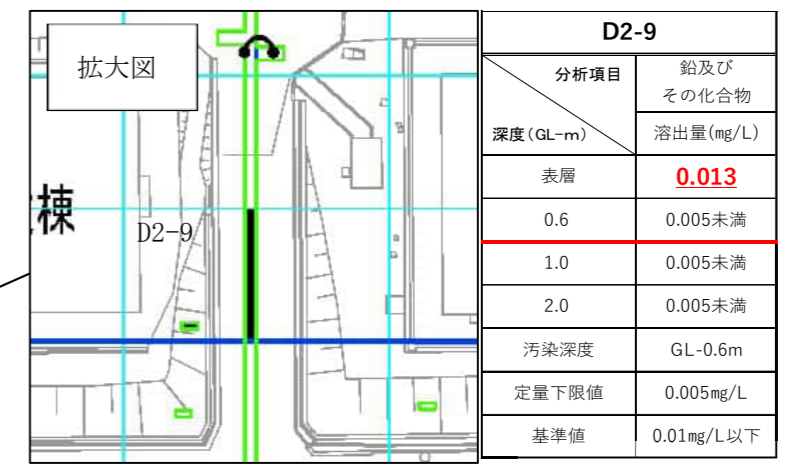 拡大図
棟
D2-9
D2-9
分析項目
深度(GL-m)
鉛及び
その化合物
溶出量(㎎/L)
表層 0.013
0.6 0.005未満
1.0 0.005未満
2.0 0.005未満
汚染深度 GL-0.6m
定量下限値 0.005㎎/L
基準値 0.01㎎/L以下